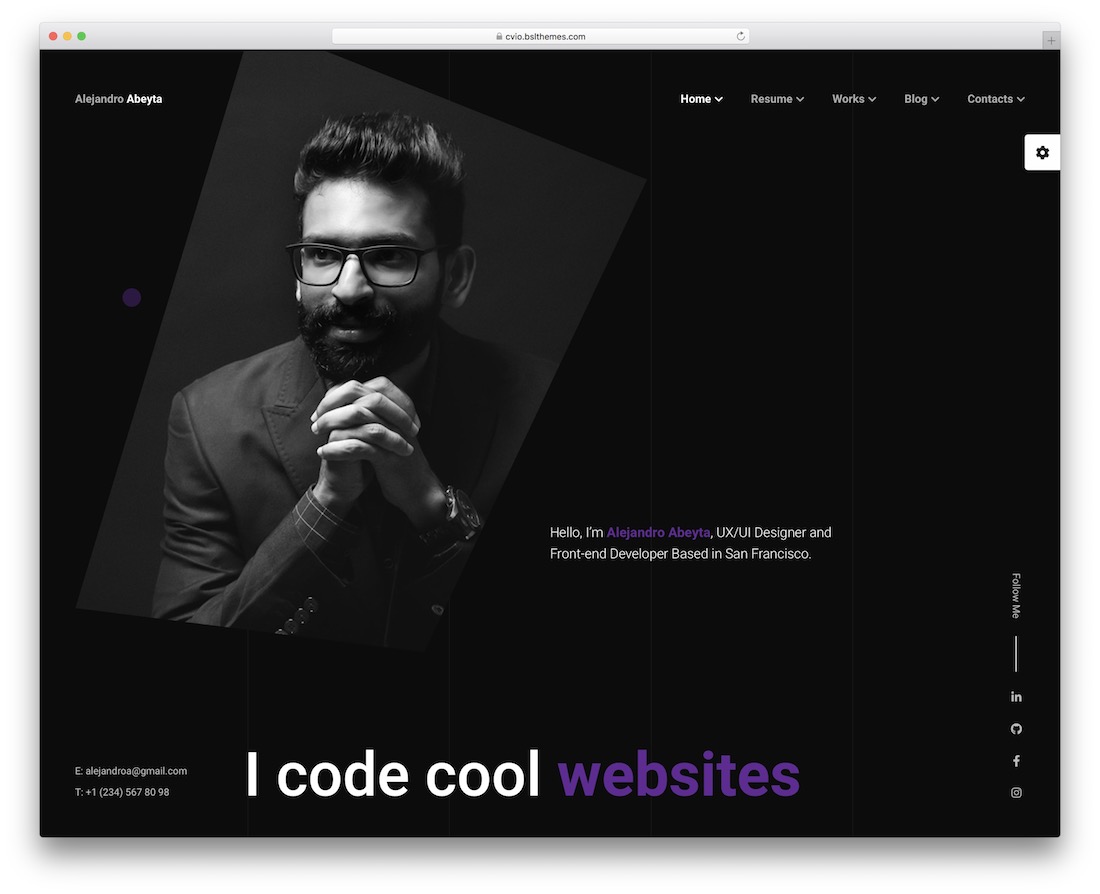 cvio.bslthemes.com
Alejandro Abeyta
Home Resume Works Blog Contacts
Hello, I'm Alejandro Abeyta, UX/UI Designer and
Front-end Developer Based in San Francisco.
Follow Me
in
E: alejandroa@gmail.com
T: +1 (234) 567 80 98
I code cool websites